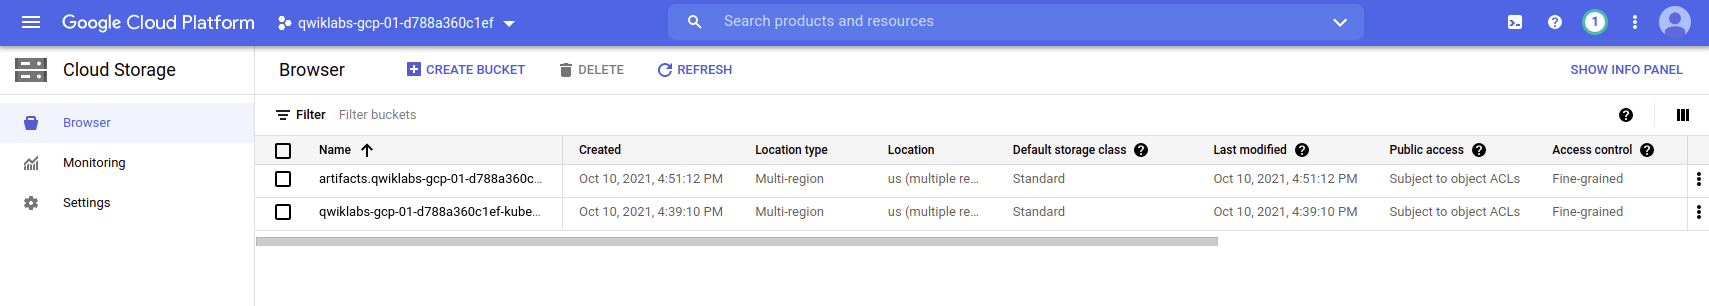 Google Cloud Platform qwiklabs-gcp-01-d788a360c1ef Search products and resources 1
Cloud Storage Browser CREATE BUCKET DELETE REFRESH SHOW INFO PANEL
Browser
Monitoring
Settings
Filter Filter buckets
Name Created Location type Location Default storage class Last modified Public access Access control
artifacts.qwiklabs-gcp-01-d788a360c... Oct 10, 2021, 4:51:12 PM Multi-region us (multiple re... Standard Oct 10, 2021, 4:51:12 PM Subject to object ACLs Fine-grained
qwiklabs-gcp-01-d788a360c1ef-kube... Oct 10, 2021, 4:39:10 PM Multi-region us (multiple re... Standard Oct 10, 2021, 4:39:10 PM Subject to object ACLs Fine-grained